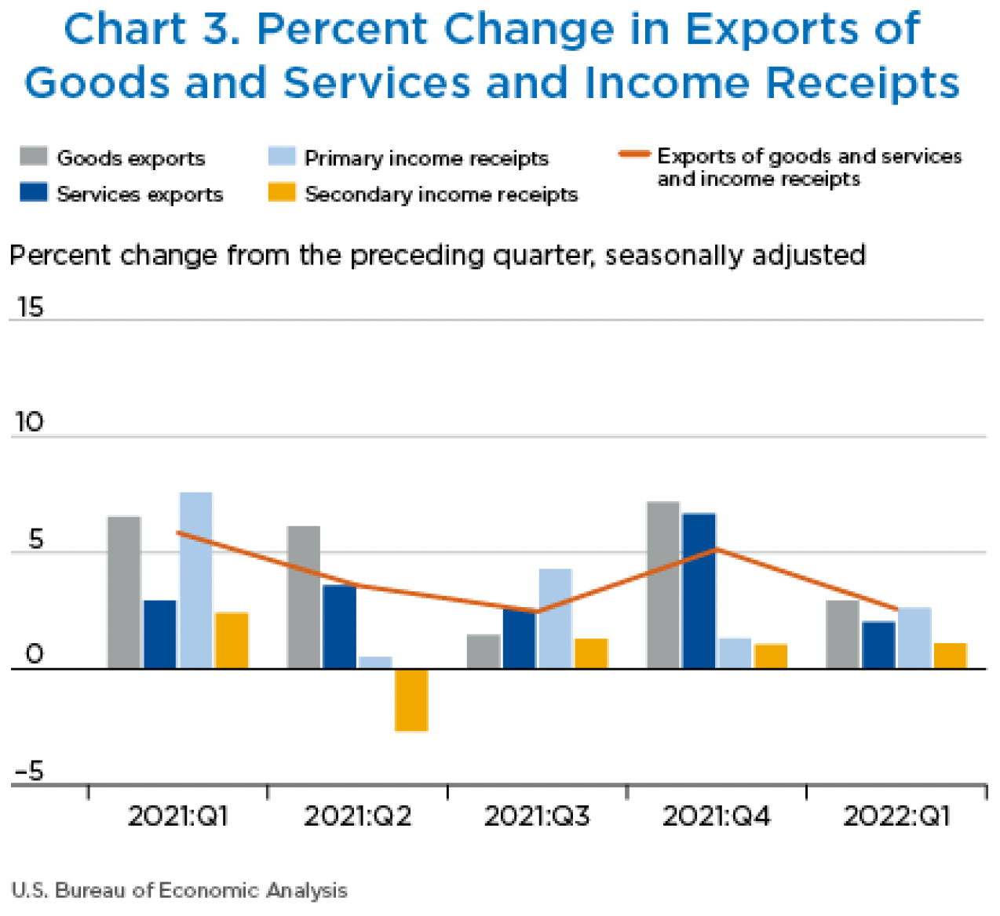 Chart 3. Percent Change in Exports of
Goods and Services and Income Receipts
Goods exports
Services exports
Primary income receipts
Secondary income receipts
Exports of goods and services
and income receipts
Percent change from the preceding quarter, seasonally adjusted
15
10
5
0
−5
2021:Q1 2021:Q2 2021:Q3 2021:Q4 2022:Q1
U.S. Bureau of Economic Analysis